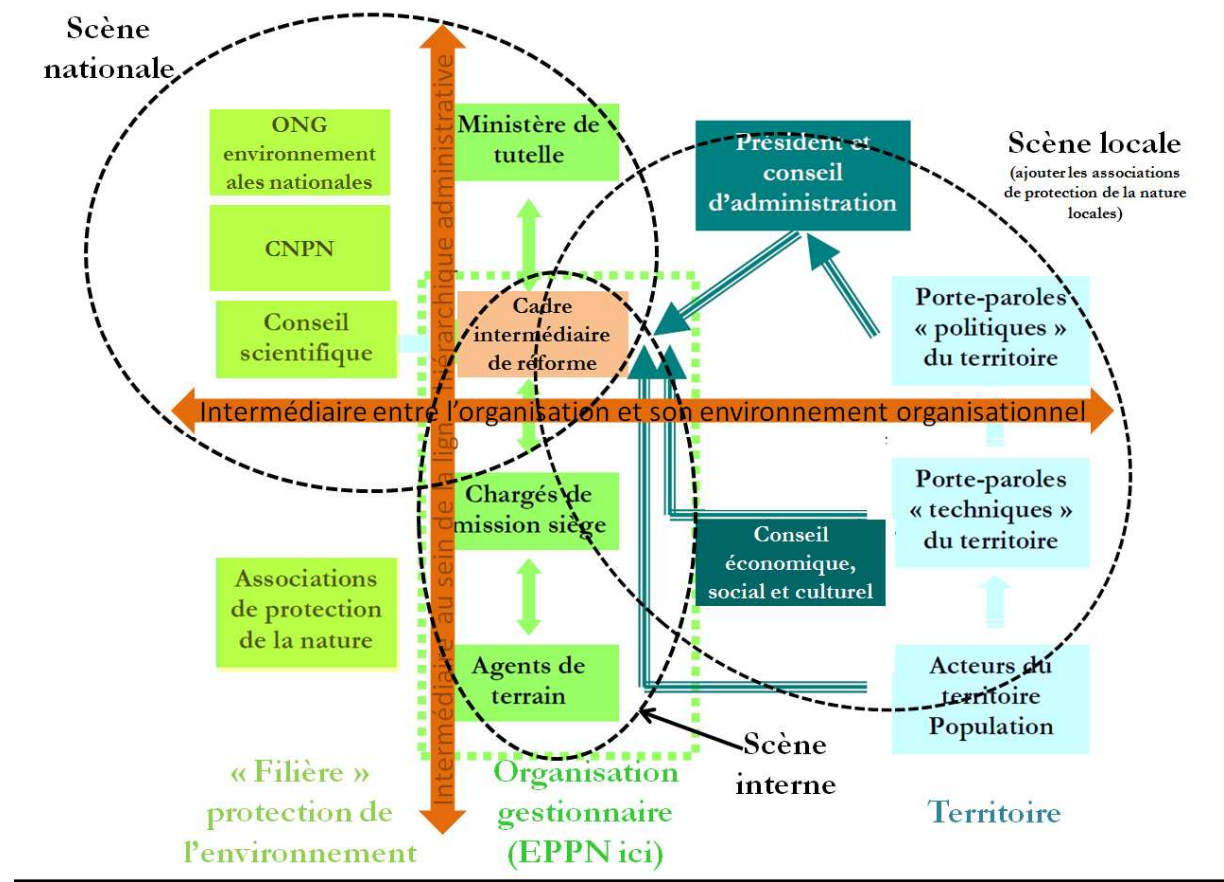 Scène
nationale
ONG
environnement
ales nationales
CNPN
Conseil
scientifique
Ministère de
tutelle
Président et
conseil
d'administration
Scène locale
(ajouter les associations
de protection de la nature
locales)
Cadre
intermédiaire
de réforme
Porte-paroles
« politiques »
du territoire
Intermédiaire entre l'organisation et son environnement organisationnel
Intermédiaire au sein de la ligne hiérarchique administrative
Chargés de
mission siège
Porte-paroles
« techniques »
du territoire
Conseil
économique,
social et culturel
Associations
de protection
de la nature
Agents de
terrain
Acteurs du
territoire
Population
Scène
interne
« Filière »
protection de
l'environnement
Organisation
gestionnaire
(EPPN ici)
Territoire